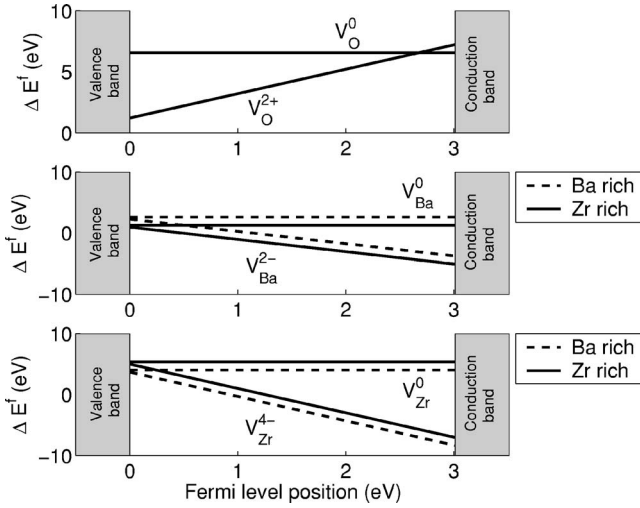 10
5
0
Δ E^f (eV)
Valence band
V_O^0
V_O^{2+}
Conduction band
0
1
2
3
10
0
−10
Δ E^f (eV)
Valence band
V_Ba^0
V_Ba^{2-}
Conduction band
Ba rich
Zr rich
0
1
2
3
10
0
−10
Δ E^f (eV)
Valence band
V_Zr^0
V_Zr^{4-}
Conduction band
Ba rich
Zr rich
0
1
2
3
Fermi level position (eV)